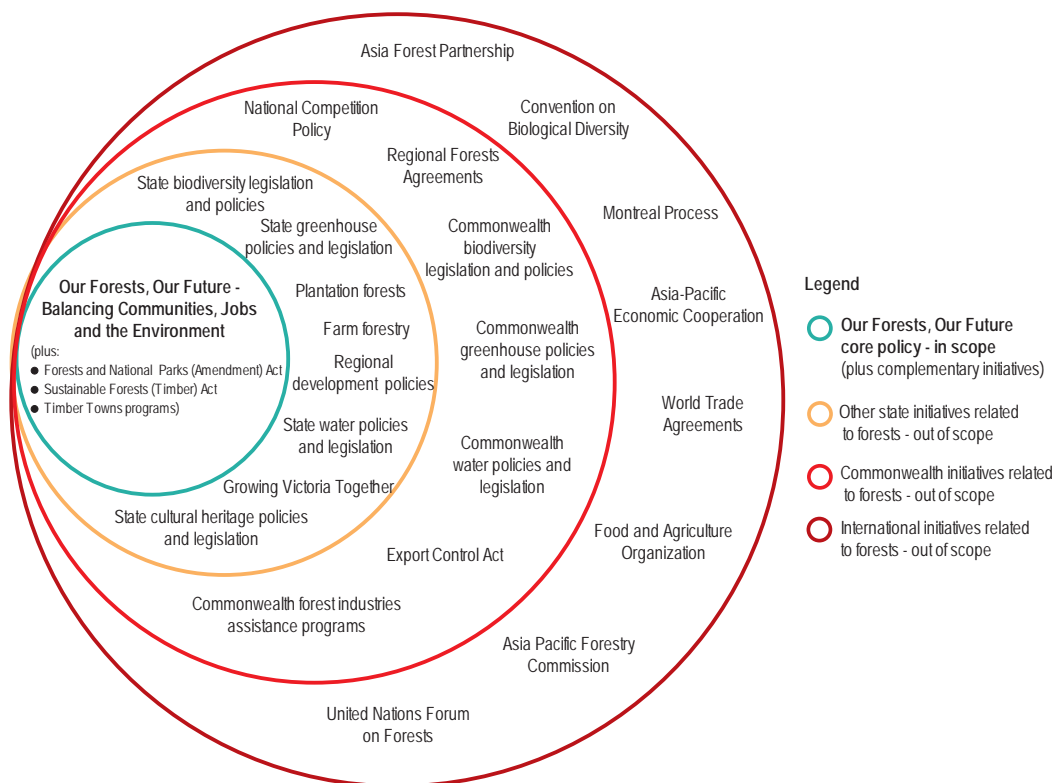 Asia Forest Partnership
National Competition
Policy
Convention on
Biological Diversity
Regional Forests
Agreements
State biodiversity legislation
and policies
Montreal Process
State greenhouse
policies and legislation
Commonwealth
biodiversity
legislation and policies
Our Forests, Our Future -
Balancing Communities, Jobs
and the Environment
(plus:
● Forests and National Parks (Amendment) Act
● Sustainable Forests (Timber) Act
● Timber Towns programs)
Plantation forests
Asia-Pacific
Economic Cooperation
Farm forestry
Commonwealth
greenhouse policies
and legislation
Regional
development policies
World Trade
Agreements
State water policies
and legislation
Commonwealth
water policies and
legislation
Growing Victoria Together
State cultural heritage policies
and legislation
Food and Agriculture
Organization
Export Control Act
Commonwealth forest industries
assistance programs
Asia Pacific Forestry
Commission
United Nations Forum
on Forests
Legend
Our Forests, Our Future
core policy - in scope
(plus complementary initiatives)
Other state initiatives related
to forests - out of scope
Commonwealth initiatives related
to forests - out of scope
International initiatives related
to forests - out of scope